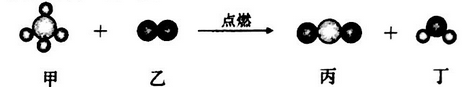 + 点燃 +
甲 乙 丙 丁